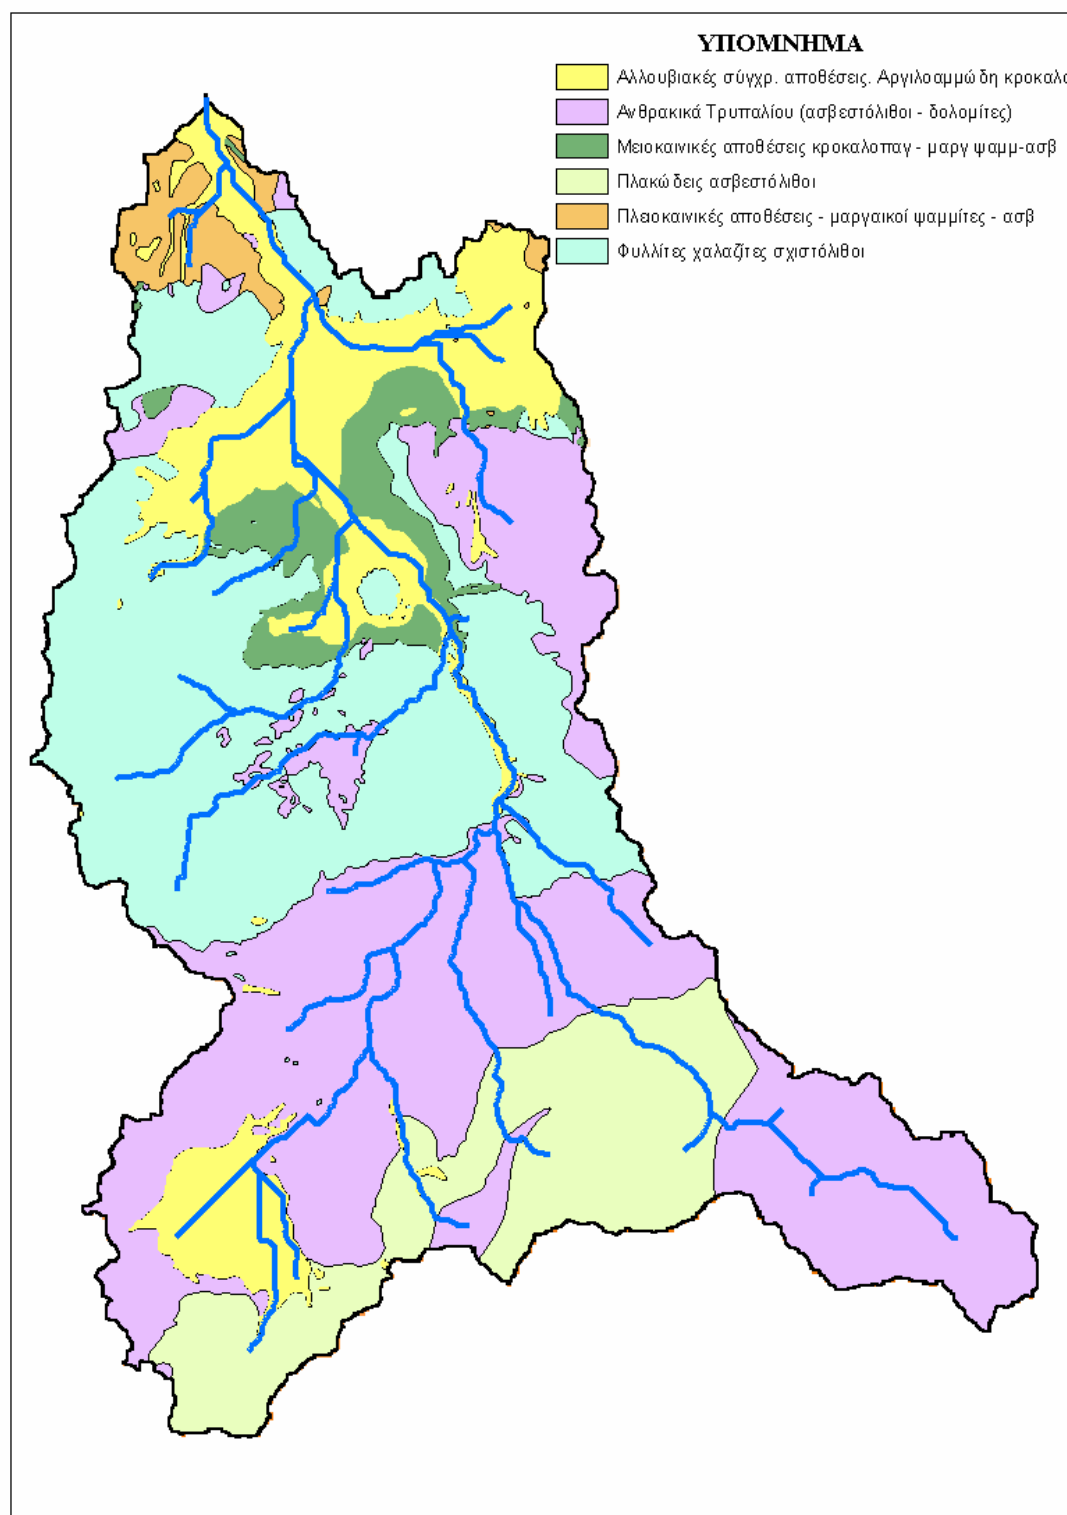 ΥΠΟΜΝΗΜΑ
Αλλουβιακές σύγχρ. αποθέσεις. Αργιλοαμμώδη κροκαλο
Ανθρακικά Τρυπαλίου (ασβεστόλιθοι - δολομίτες)
Μειοκαινικές αποθέσεις κροκαλοπαγ - μαργ ψαμμ-ασβ
Πλακώδεις ασβεστόλιθοι
Πλειοκαινικές αποθέσεις - μαργαικοί ψαμμίτες - ασβ
Φυλλίτες χαλαζίτες σχιστόλιθοι